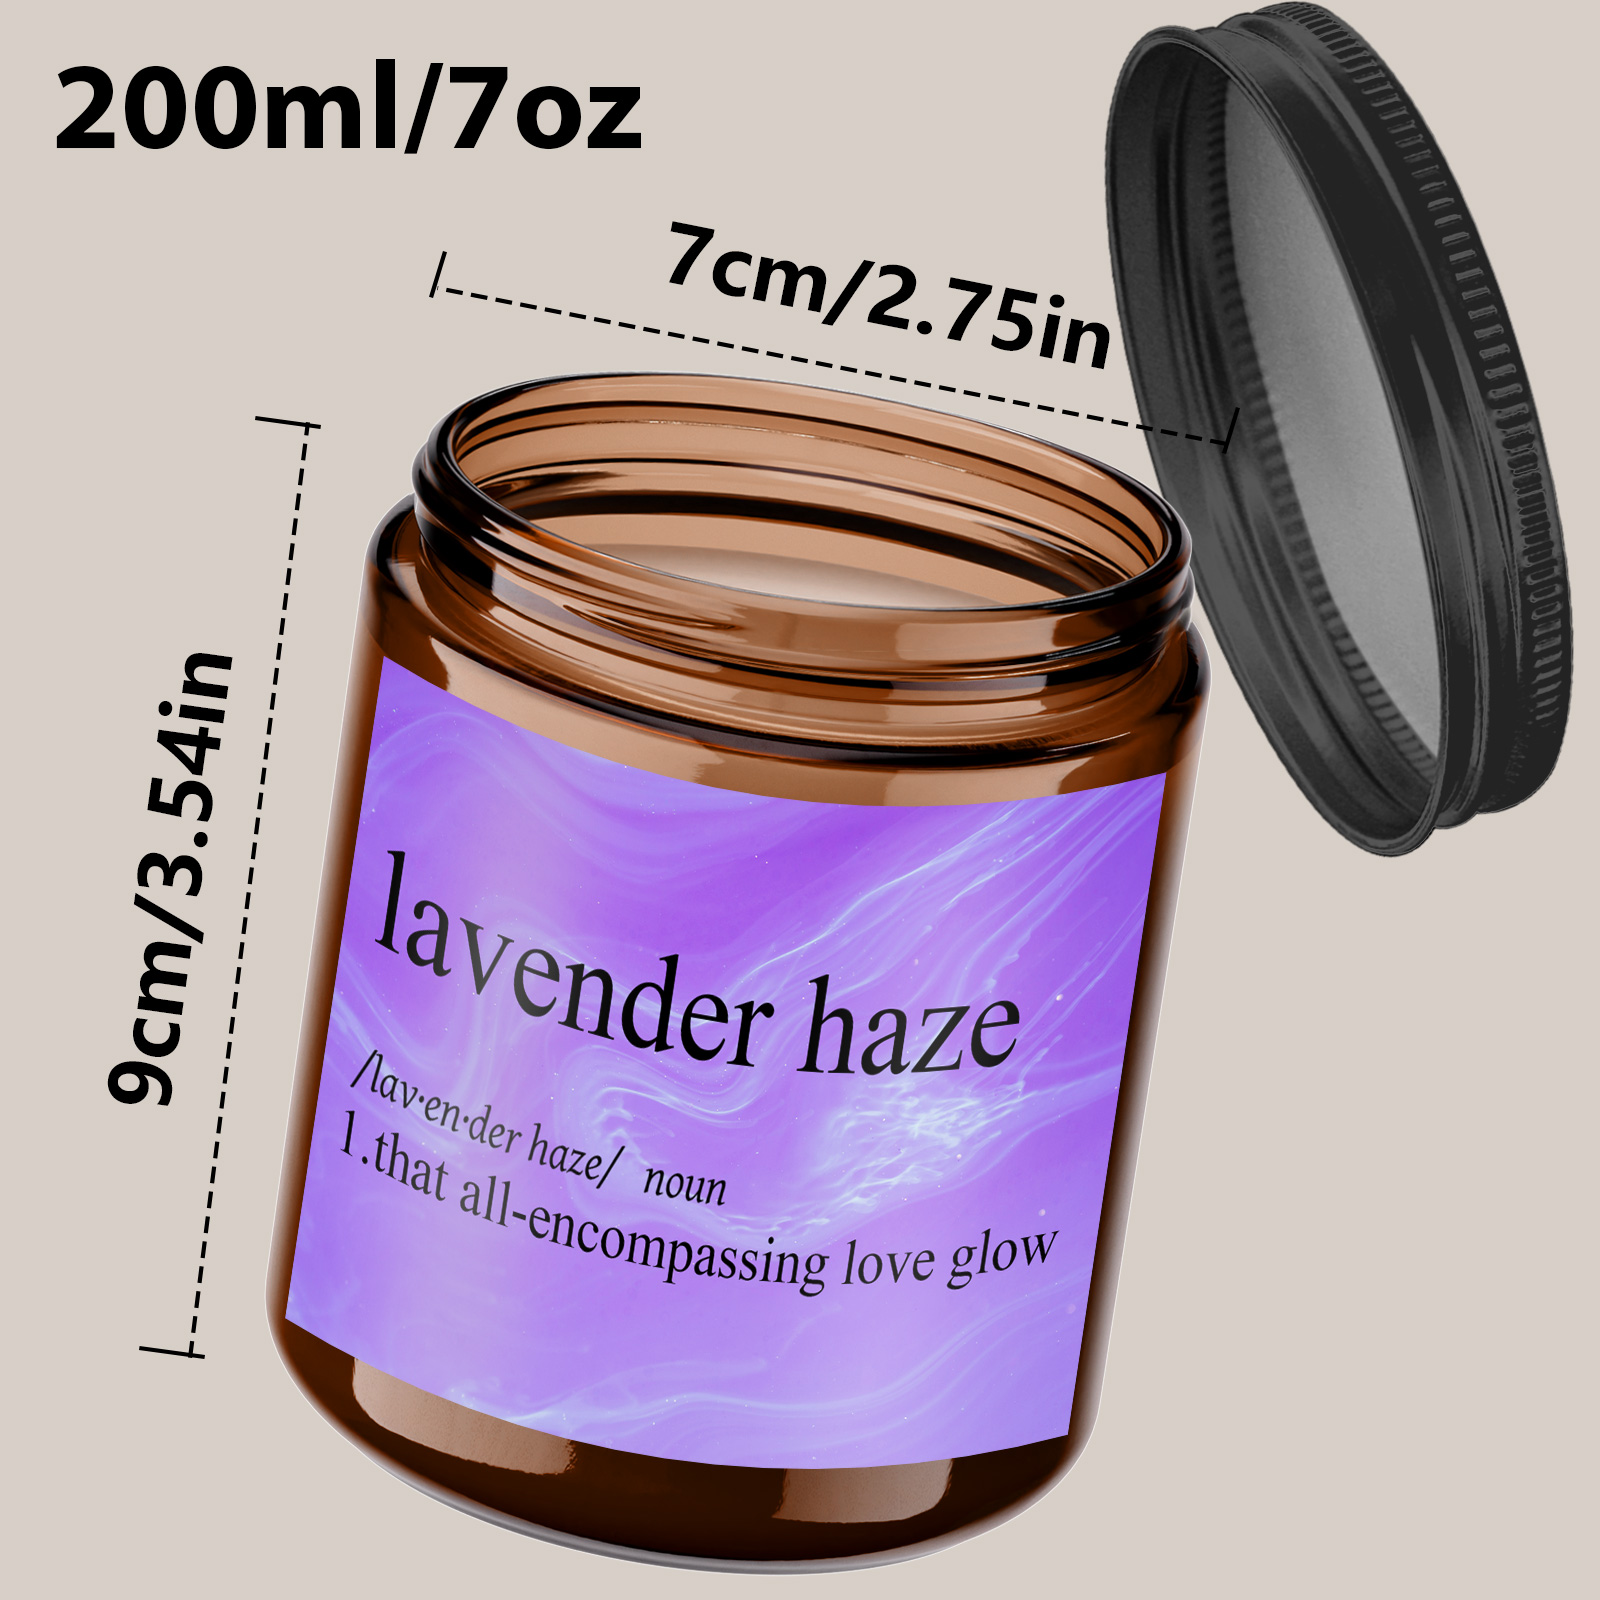 200ml/7oz
7cm/2.75in
9cm/3.54in
lavender haze
/lav·en·der haze/ noun
1.that all-encompassing love glow